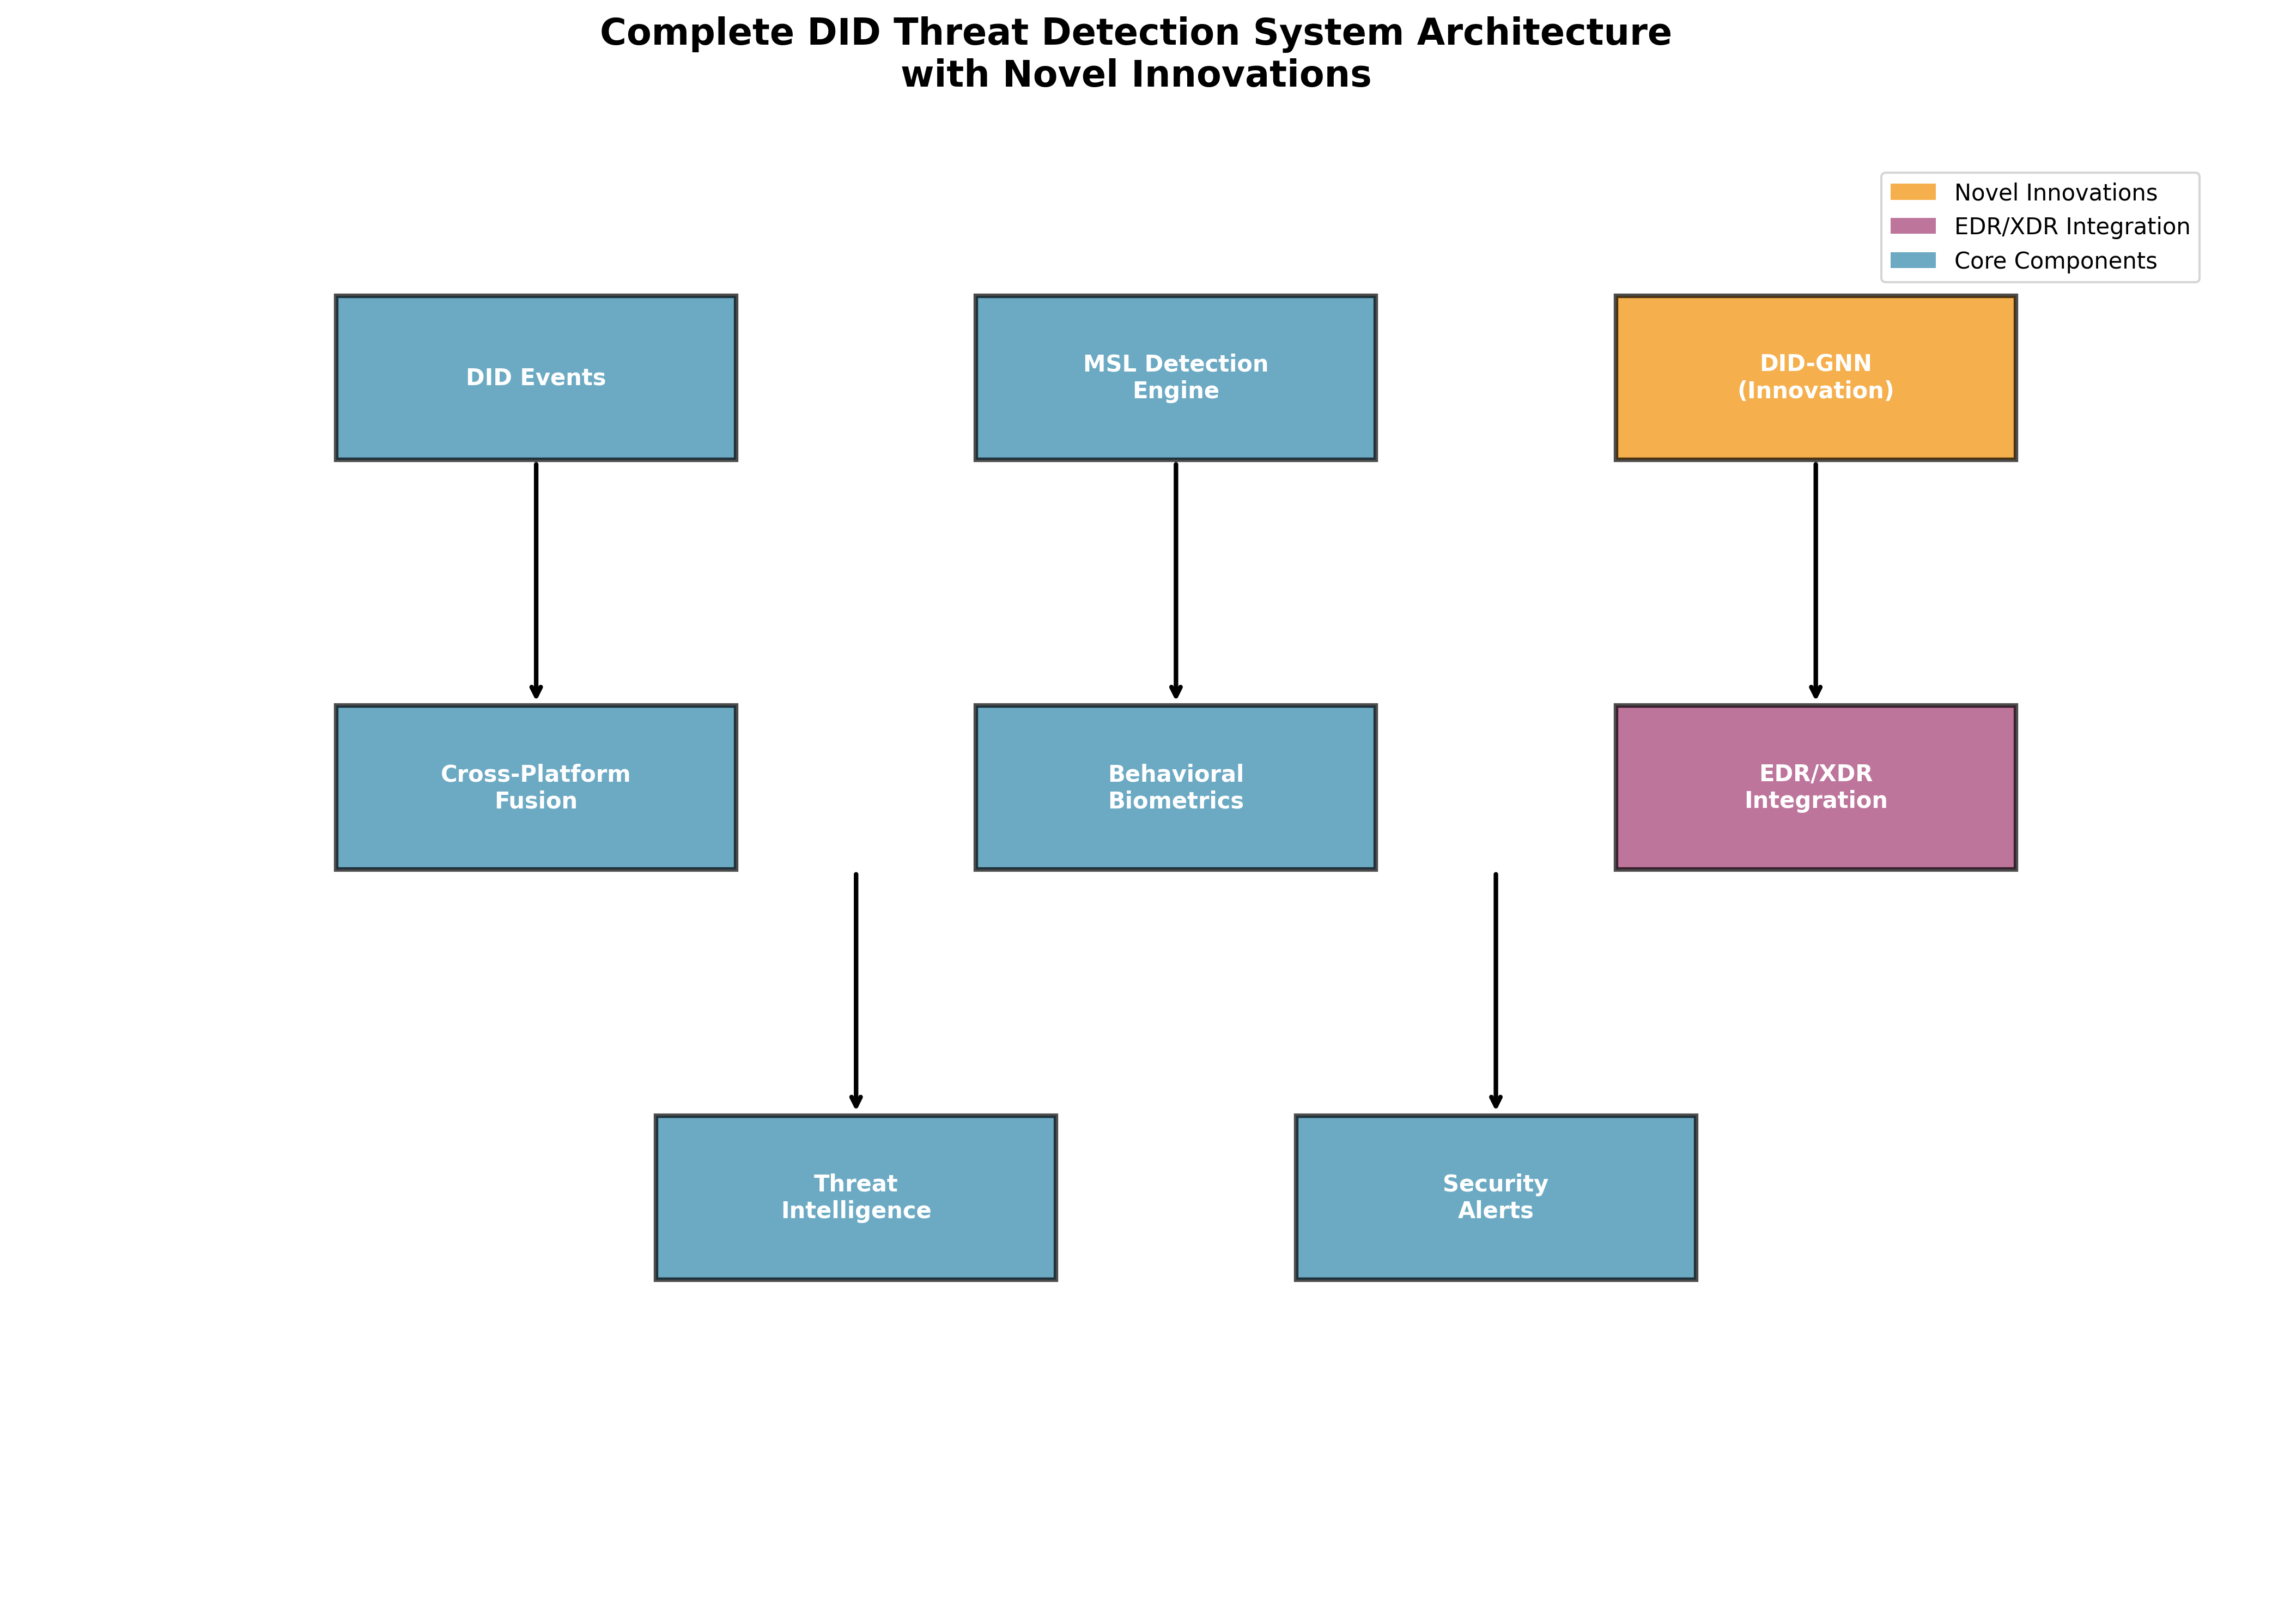 Complete DID Threat Detection System Architecture
with Novel Innovations
Novel Innovations
EDR/XDR Integration
Core Components
DID Events
MSL Detection
Engine
DID-GNN
(Innovation)
Cross-Platform
Fusion
Behavioral
Biometrics
EDR/XDR
Integration
Threat
Intelligence
Security
Alerts